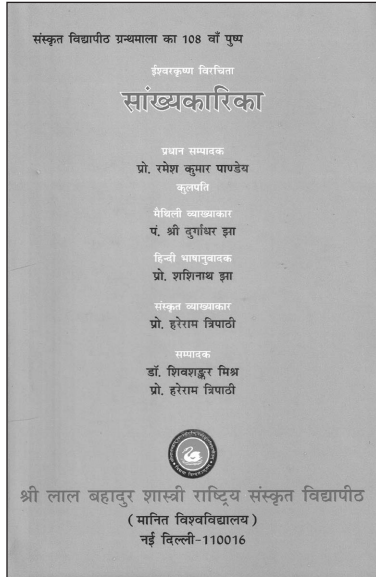 संस्कृत विद्यापीठ ग्रन्थमाला का 108 वाँ पुष्प
ईश्वरकृष्ण विरचिता
सांख्यकारिका
प्रधान सम्पादक
प्रो. रमेश कुमार पाण्डेय
कुलपति
मैथिली व्याख्याकार
पं. श्री दुर्गाधर झा
हिन्दी भाषानुवादक
प्रो. शशिनाथ झा
संस्कृत व्याख्याकार
प्रो. हरेराम त्रिपाठी
सम्पादक
डॉ. शिवशङ्कर मिश्र
प्रो. हरेराम त्रिपाठी
श्री लाल बहादुर शास्त्री राष्ट्रिय संस्कृत विद्यापीठ
( मानित विश्वविद्यालय )
नई दिल्ली-110016